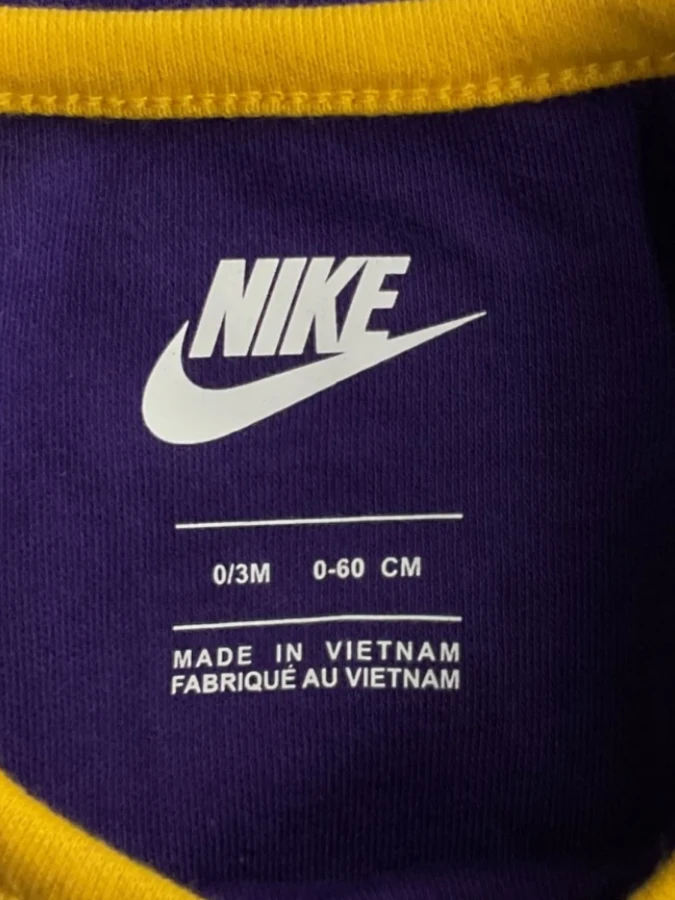 NIKE
0/3M 0-60 CM
MADE IN VIETNAM
FABRIQUÉ AU VIETNAM